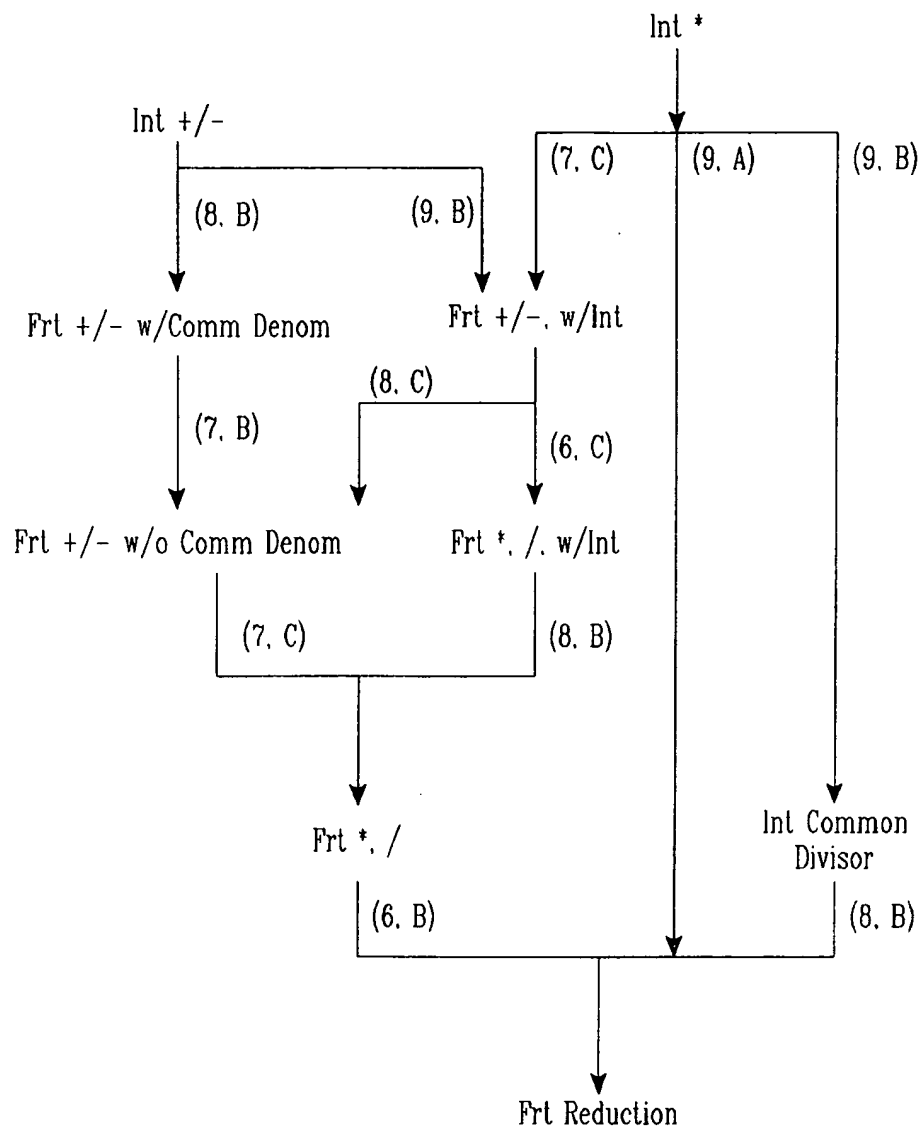 Int *
Int +/-
(7, C) (9, A) (9, B)
(8, B) (9, B)
Frt +/- w/Comm Denom Frt +/-, w/Int
(8, C)
(7, B) (6, C)
Frt +/- w/o Comm Denom Frt *, /, w/Int
(7, C) (8, B)
Frt *, / Int Common
Divisor
(6, B) (8, B)
Frt Reduction